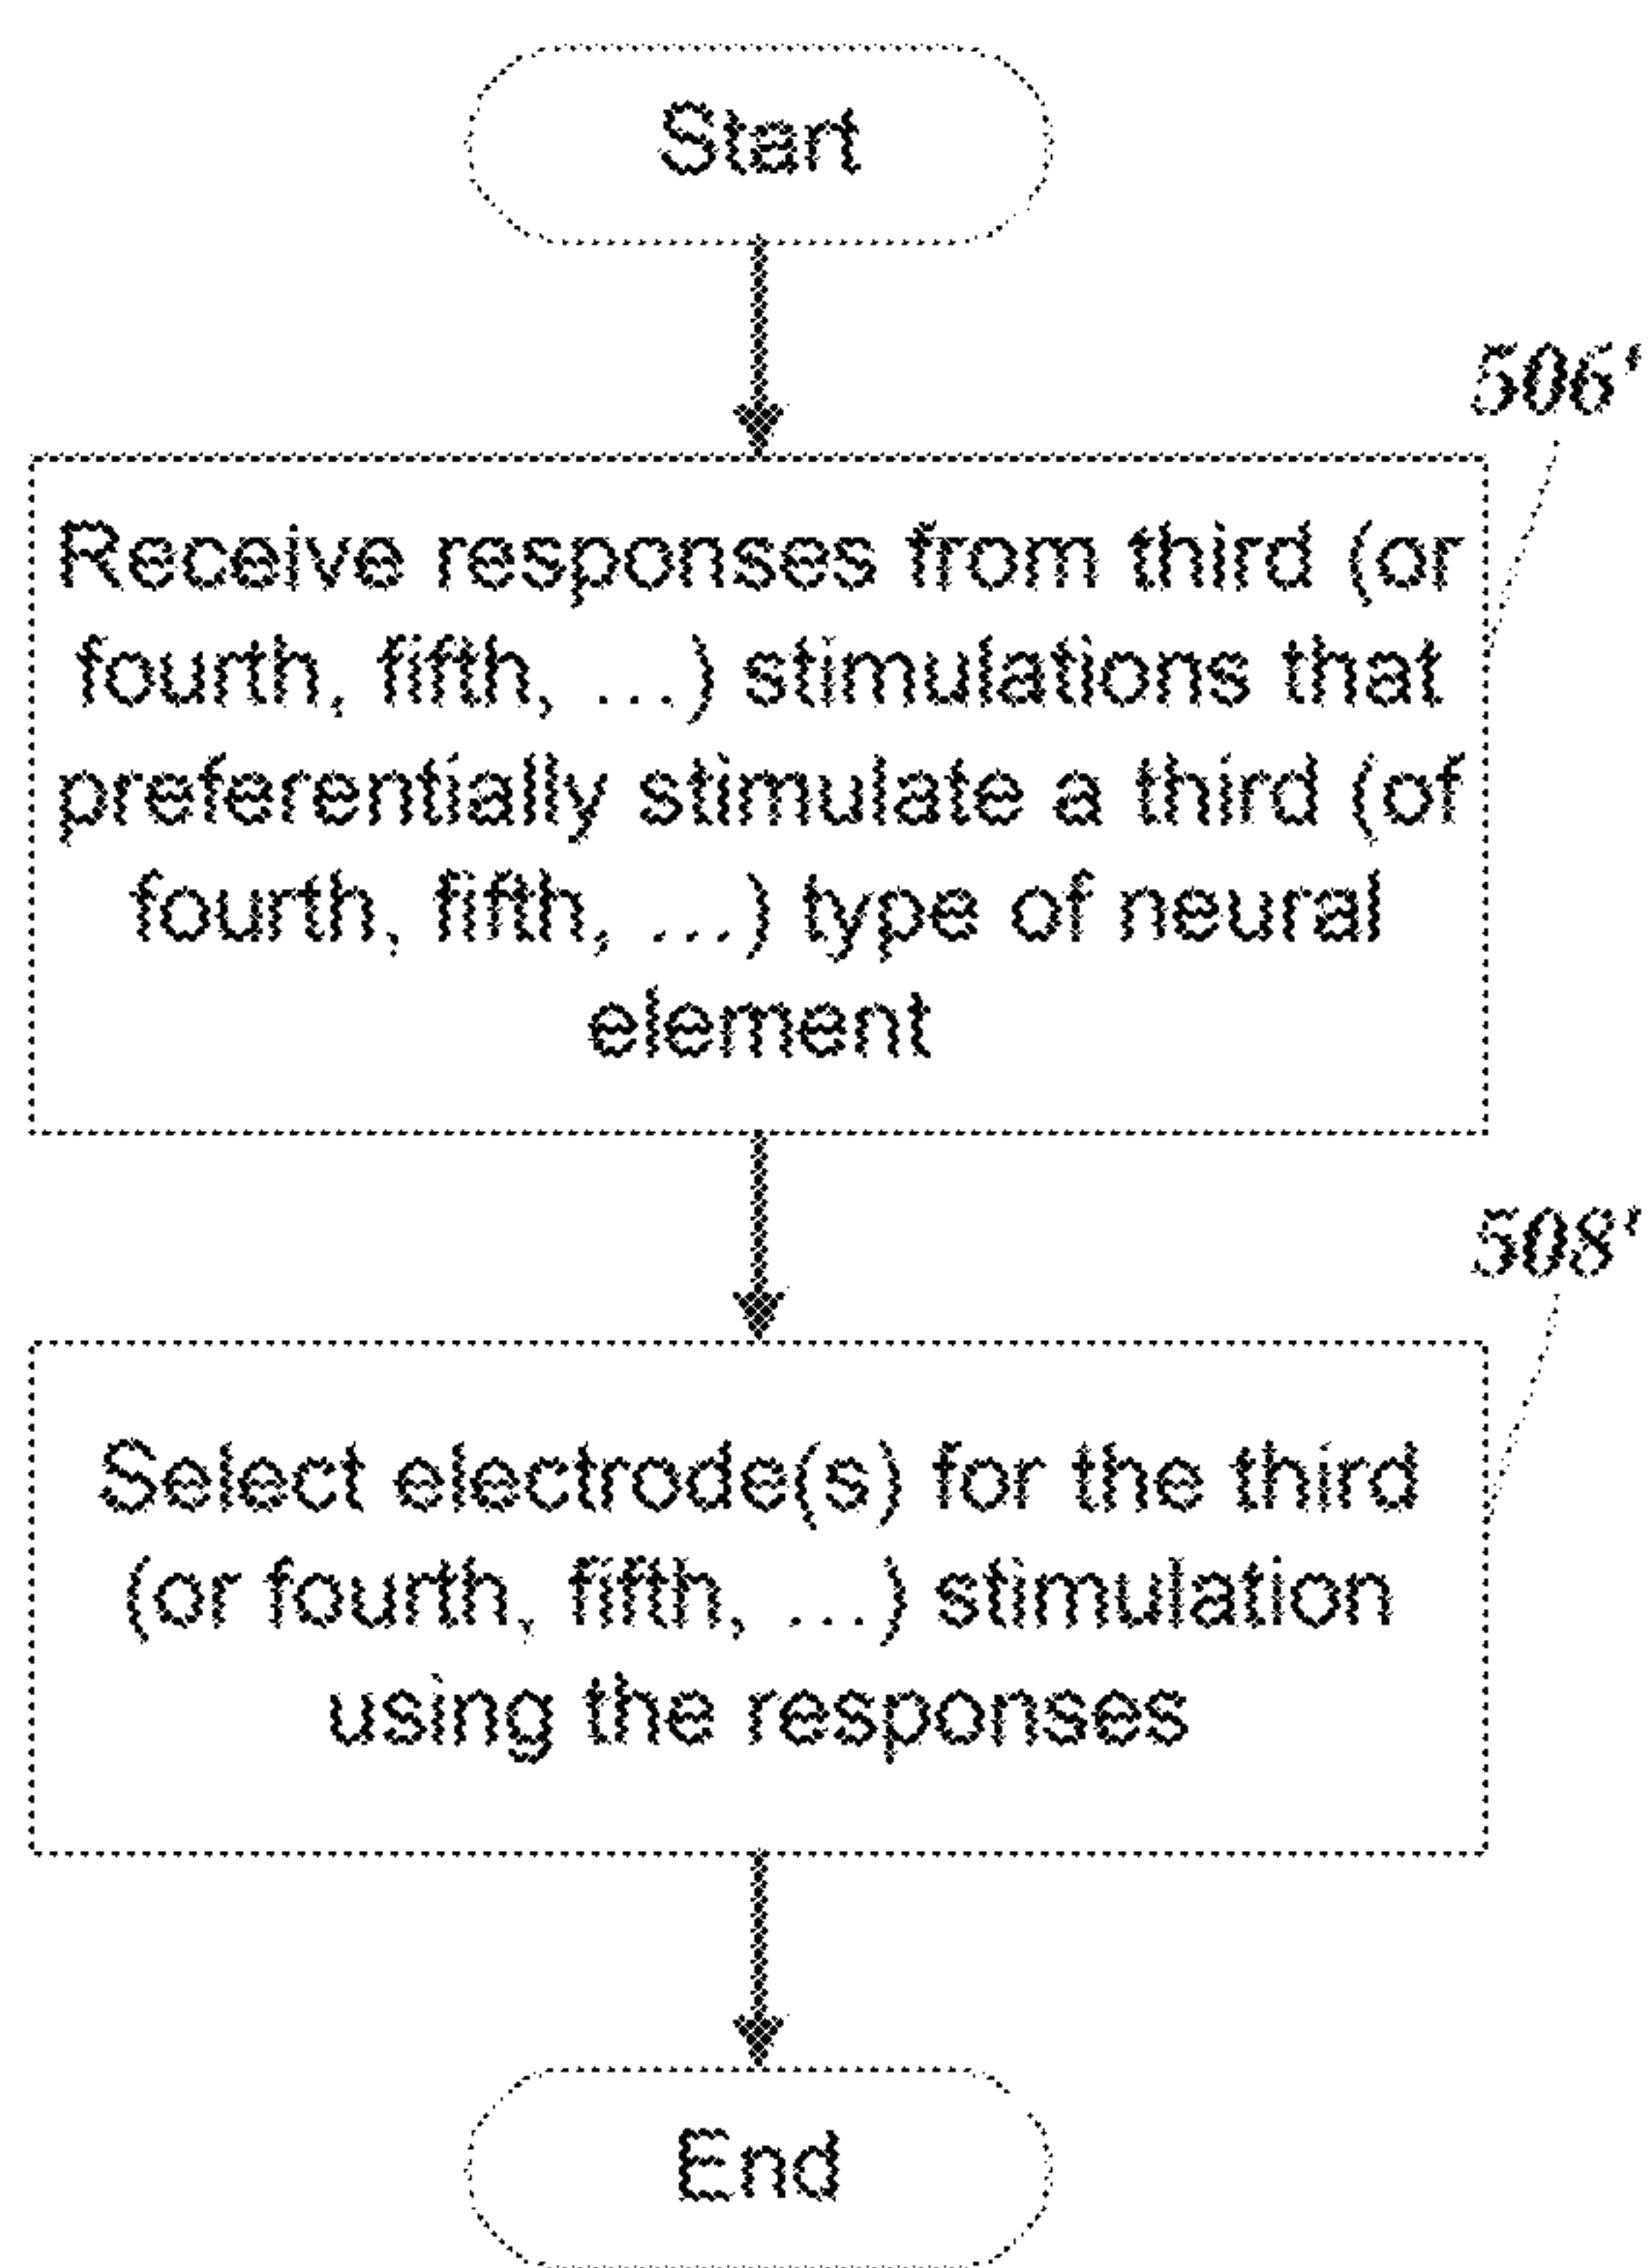 Start
506'
Receive responses from third (or
fourth, fifth, ...) stimulations that
preferentially stimulate a third (of
fourth, fifth, ...) type of neural
element
508'
Select electrode(s) for the third
(or fourth, fifth, ...) stimulation
using the responses
End